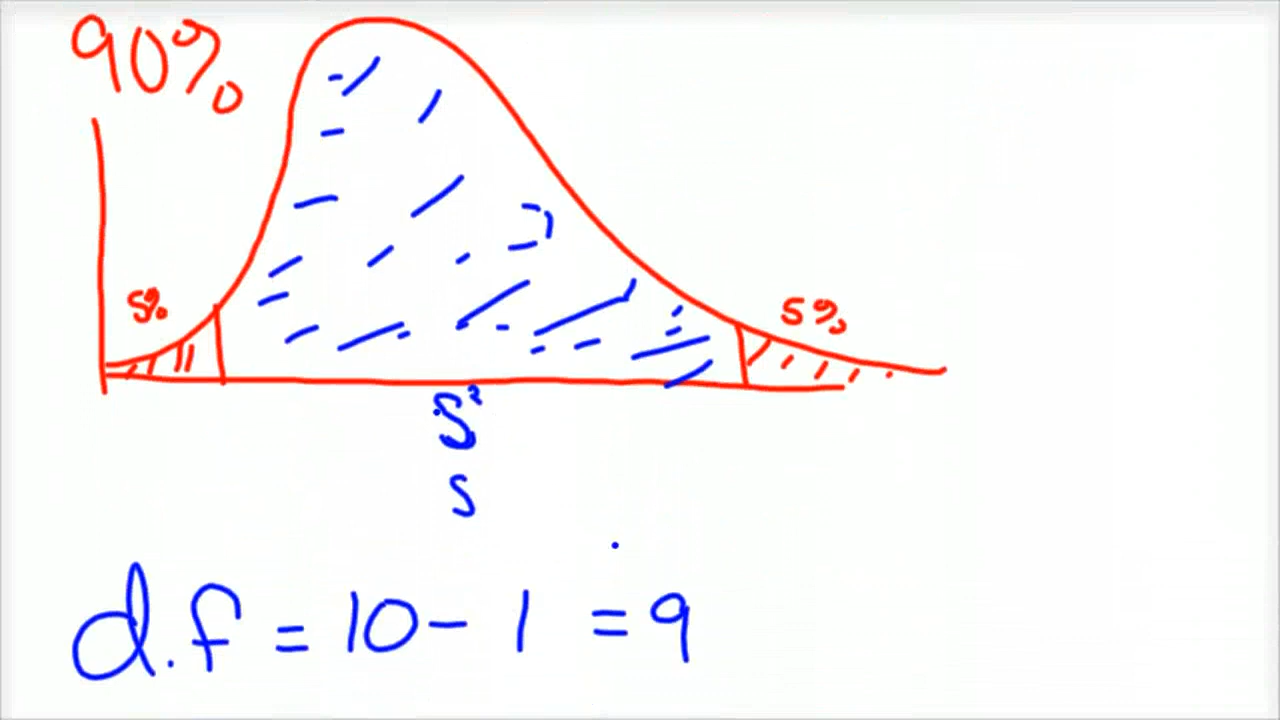 90%
5%
5%
S²
S
d.f = 10 - 1 = 9